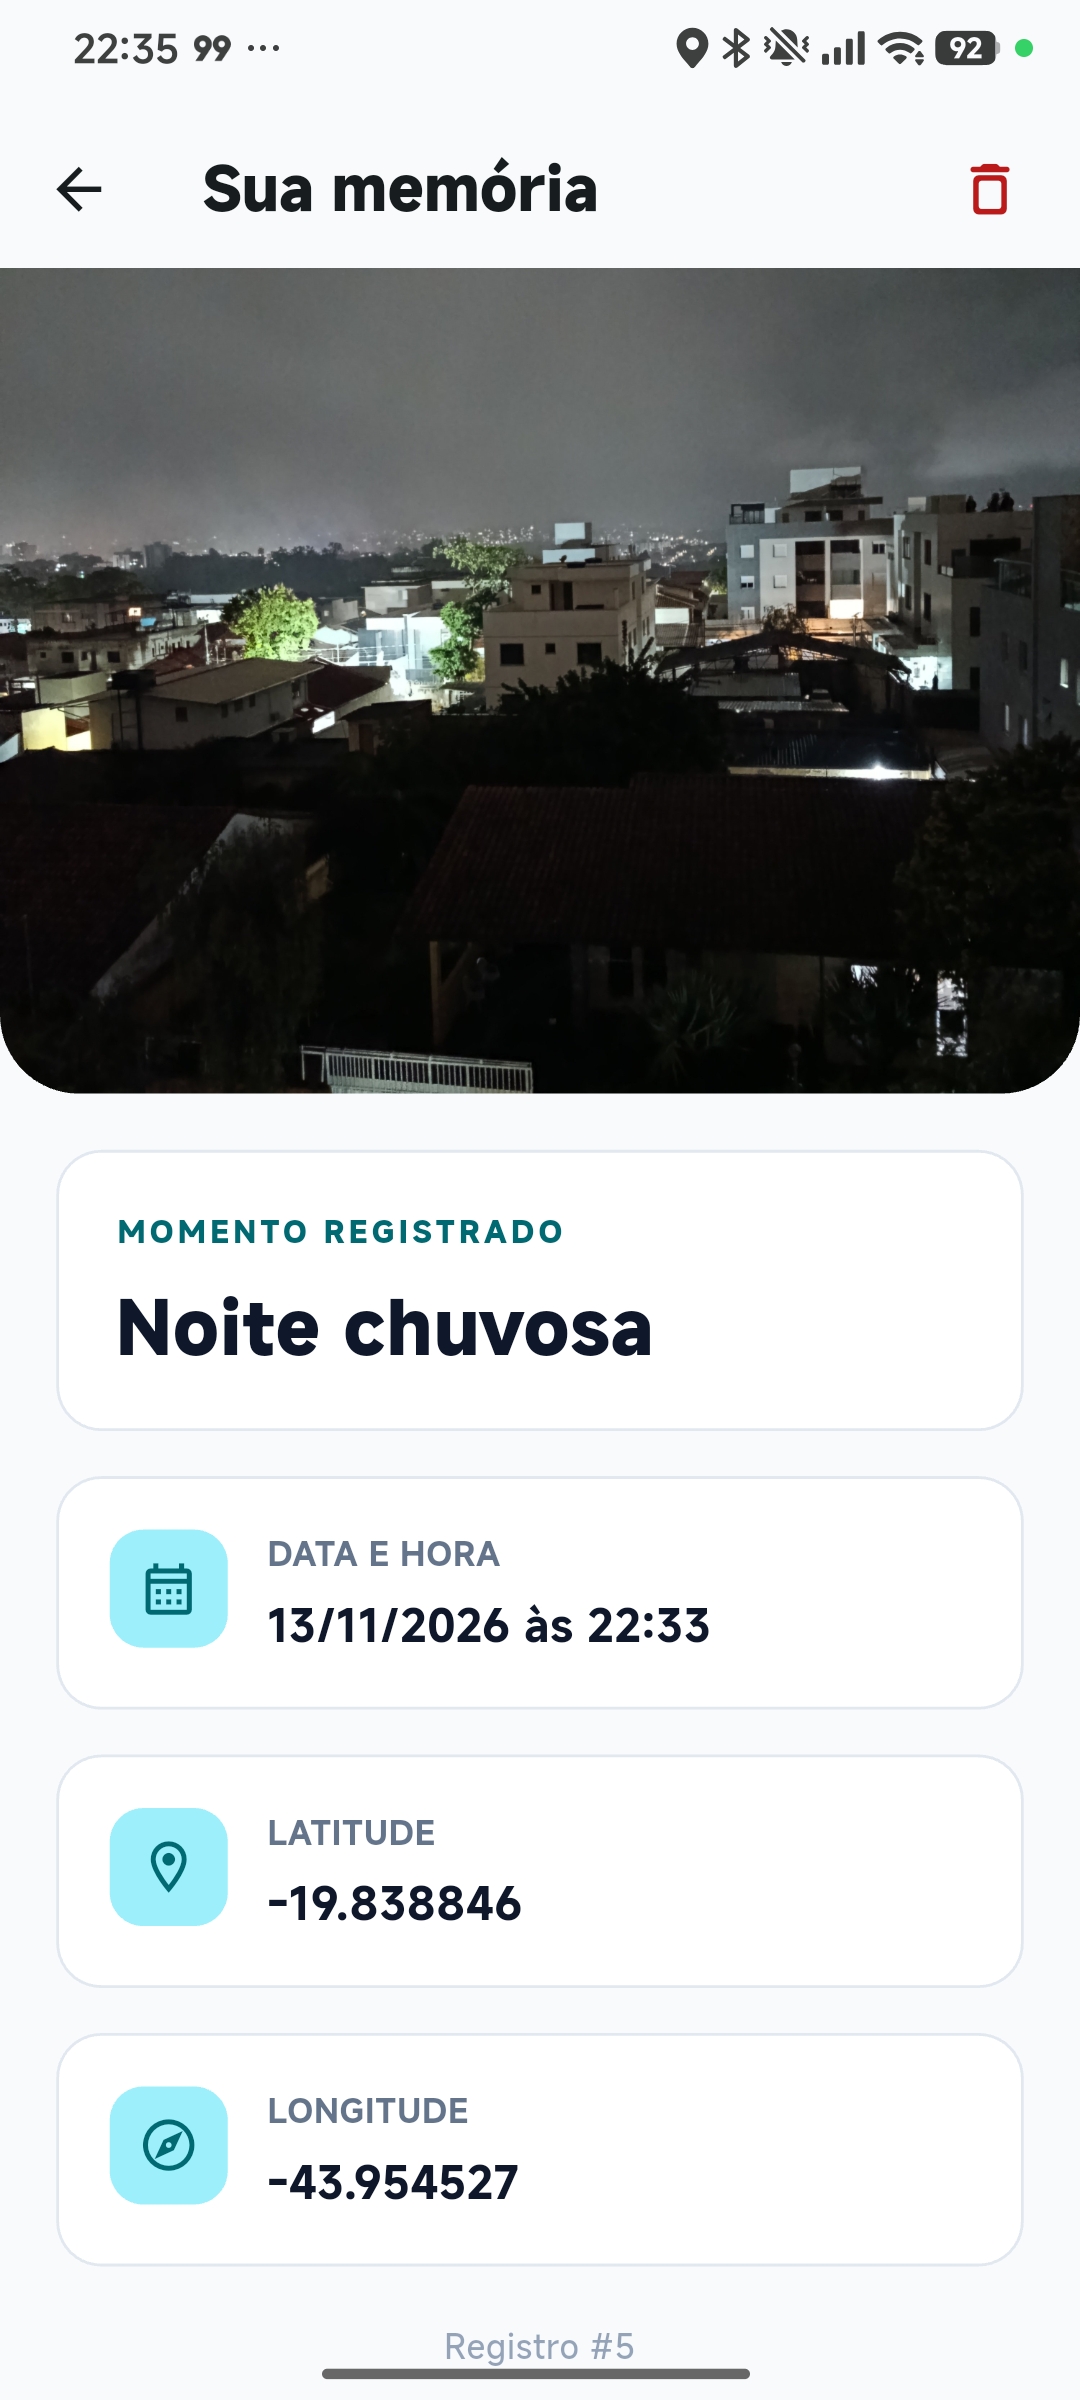 22:35 99 ...
92
Sua memória
MOMENTO REGISTRADO
Noite chuvosa
DATA E HORA
13/11/2026 às 22:33
LATITUDE
-19.838846
LONGITUDE
-43.954527
Registro #5